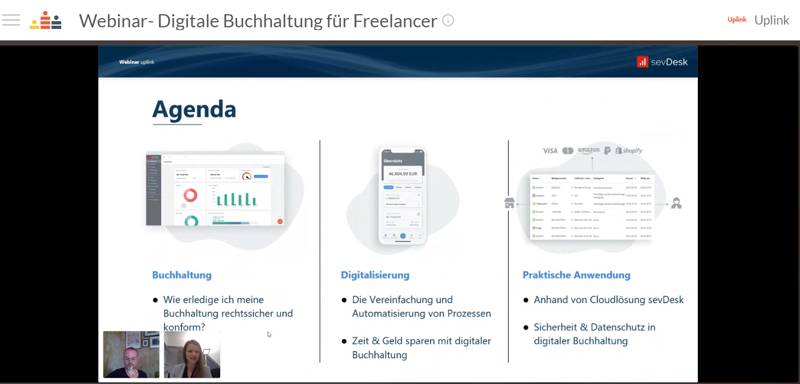 Webinar- Digitale Buchhaltung für Freelancer
Uplink Uplink
Webinar uplink
sevDesk
Agenda
Übersicht
46.804,99 EUR
VISA amazon shopify
Buchhaltung
Wie erledige ich meine
Buchhaltung rechtssicher und
konform?
Digitalisierung
Die Vereinfachung und
Automatisierung von Prozessen
Zeit & Geld sparen mit digitaler
Buchhaltung
Praktische Anwendung
Anhand von Cloudlösung sevDesk
Sicherheit & Datenschutz in
digitaler Buchhaltung